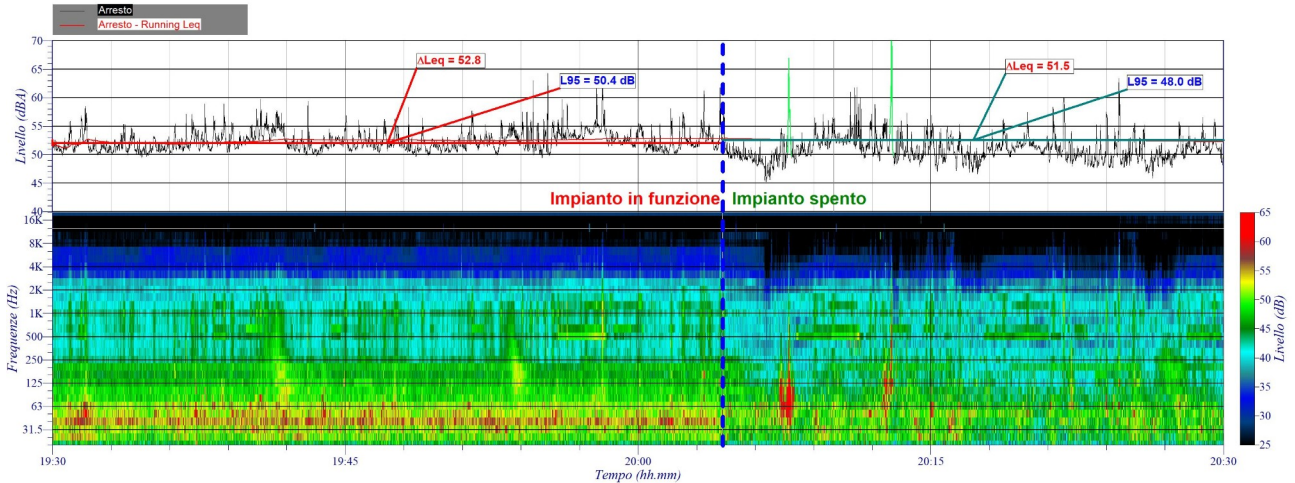 Arresto
Arresto - Running Leq
70
65
60
55
50
45
40
Livello (dBA)
ΔLeq = 52.8
L95 = 50.4 dB
ΔLeq = 51.5
L95 = 48.0 dB
Impianto in funzione
Impianto spento
16K
8K
4K
2K
1K
500
250
125
63
31.5
Frequenze (Hz)
65
60
55
50
45
40
35
30
25
Livello (dB)
19:30
19:45
20:00
20:15
20:30
Tempo (hh.mm)